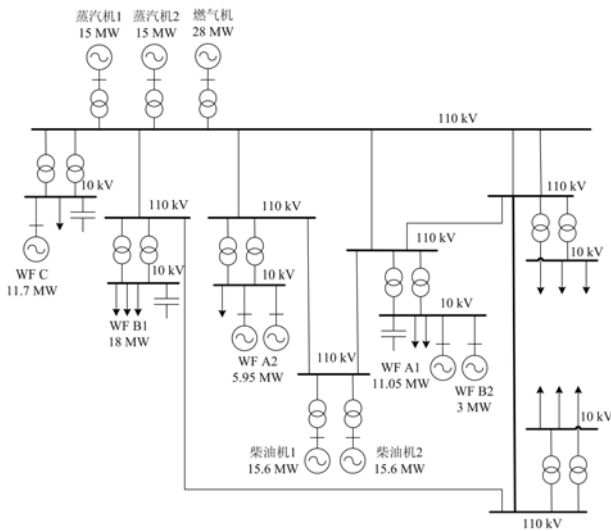 蒸汽机1 蒸汽机2 燃气机
15 MW 15 MW 28 MW
110 kV
10 kV
110 kV
110 kV
110 kV
110 kV
10 kV
10 kV
10 kV
10 kV
WF C
11.7 MW
WF B1
18 MW
WF A2
5.95 MW
110 kV
WF A1
11.05 MW
WF B2
3 MW
10 kV
柴油机1
15.6 MW
柴油机2
15.6 MW
110 kV